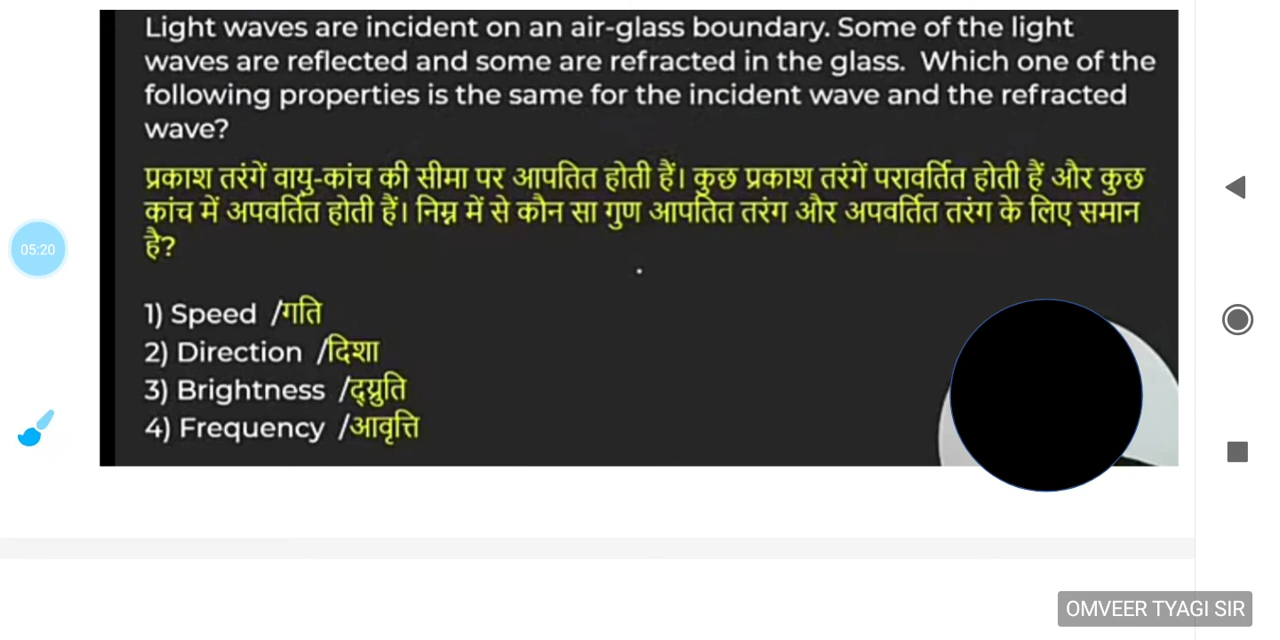 Light waves are incident on an air-glass boundary. Some of the light
waves are reflected and some are refracted in the glass. Which one of the
following properties is the same for the incident wave and the refracted
wave?
प्रकाश तरंगें वायु-कांच की सीमा पर आपतित होती हैं। कुछ प्रकाश तरंगें परावर्तित होती हैं और कुछ
कांच में अपवर्तित होती हैं। निम्न में से कौन सा गुण आपतित तरंग और अपवर्तित तरंग के लिए समान
है?
05:20
1) Speed /गति
2) Direction /दिशा
3) Brightness /द्युति
4) Frequency /आवृत्ति
OMVEER TYAGI SIR